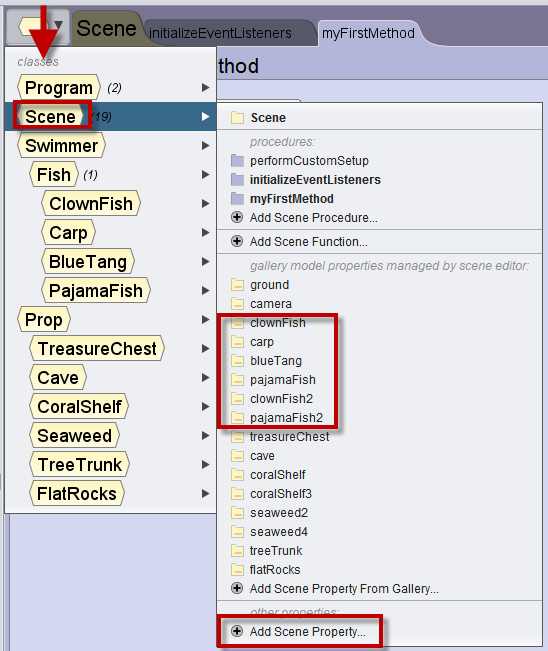 Scene
initializeEventListeners
myFirstMethod
thod
classes
Program (2)
Scene (19)
Swimmer
Fish (1)
ClownFish
Carp
BlueTang
PajamaFish
Prop
TreasureChest
Cave
CoralShelf
Seaweed
TreeTrunk
FlatRocks
Scene
procedures:
performCustomSetup
initializeEventListeners
myFirstMethod
Add Scene Procedure...
Add Scene Function...
gallery model properties managed by scene editor:
ground
camera
clownFish
carp
blueTang
pajamaFish
clownFish2
pajamaFish2
treasureChest
cave
coralShelf
coralShelf3
seaweed2
seaweed4
treeTrunk
flatRocks
Add Scene Property From Gallery...
other properties:
Add Scene Property...